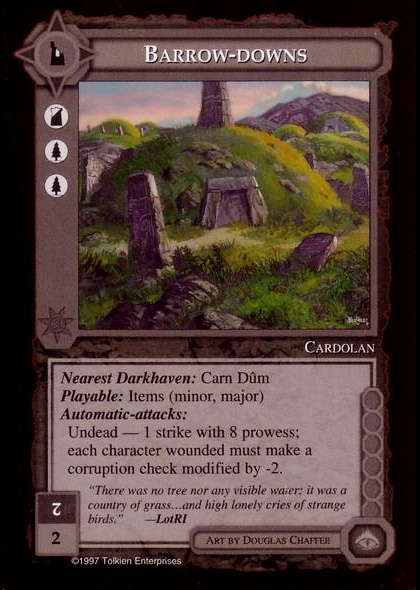 BARROW-DOWNS
CARDOLAN
Nearest Darkhaven: Carn Dûm
Playable: Items (minor, major)
Automatic-attacks:
Undead — 1 strike with 8 prowess;
each character wounded must make a
corruption check modified by -2.
“There was no tree nor any visible water: it was a
country of grass...and high lonely cries of strange
birds.” —LotRI
2
2
ART BY DOUGLAS CHAFFEE
©1997 Tolkien Enterprises